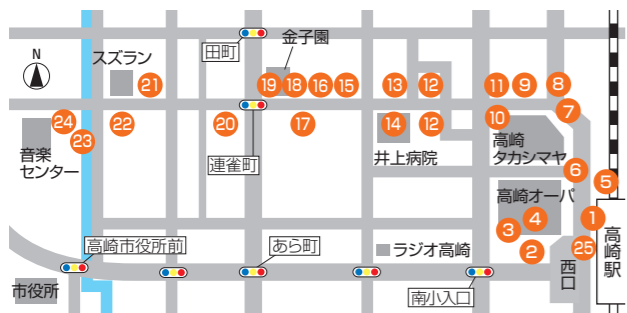 田町
金子園
スズラン
N
21
19
18
16
15
13
12
11
9
8
7
24
23
22
20
17
14
12
10
連雀町
井上病院
高崎
タカシマヤ
音楽
センター
6
5
高崎オーパ
4
3
2
1
25
高崎駅
西口
高崎市役所前
あら町
ラジオ高崎
南小入口
市役所